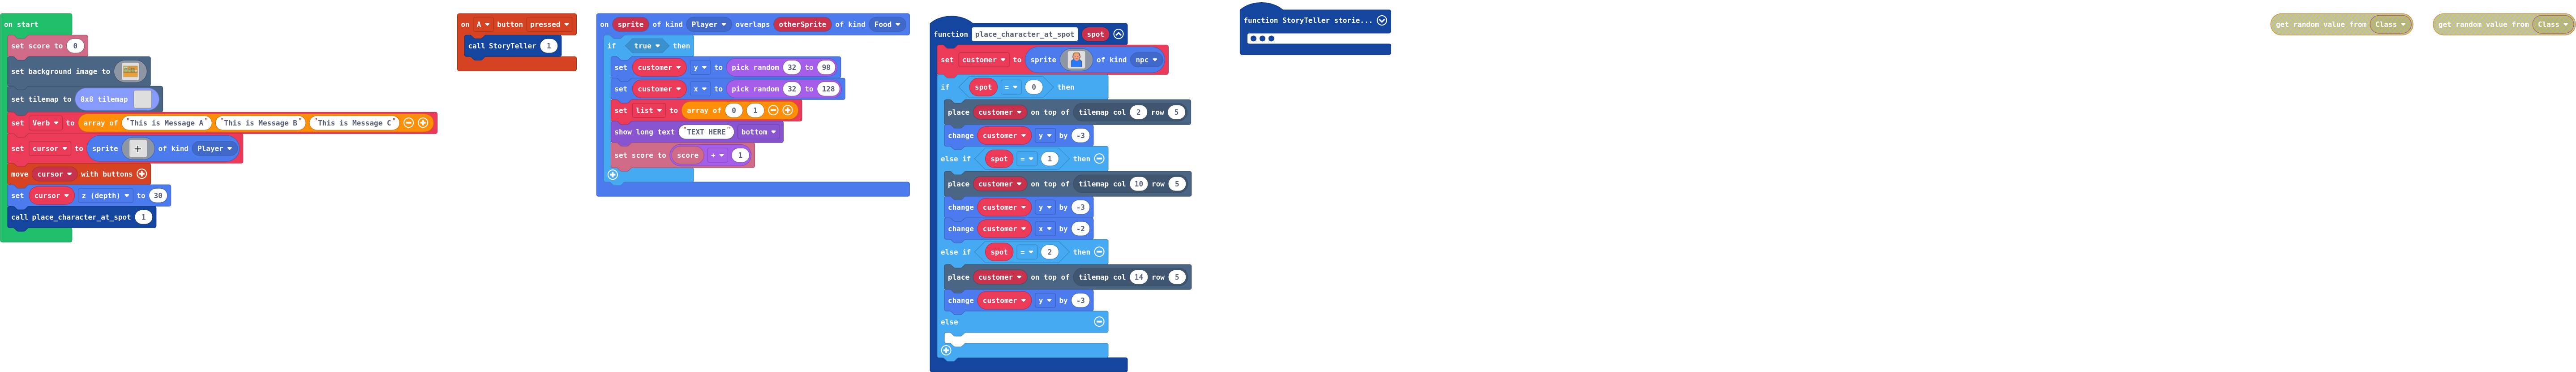 on start
set score to 0
set background image to
set tilemap to 8x8 tilemap
set Verb to array of "This is Message A" "This is Message B" "This is Message C"
set cursor to sprite of kind Player
move cursor with buttons
set cursor z (depth) to 30
call place_character_at_spot 1
on A button pressed
call StoryTeller 1
on sprite of kind Player overlaps otherSprite of kind Food
if true then
set customer y to pick random 32 to 98
set customer x to pick random 32 to 128
set list to array of 0 1
show long text "TEXT HERE" bottom
set score to score + 1
function place_character_at_spot spot
set customer to sprite of kind npc
if spot = 0 then
place customer on top of tilemap col 2 row 5
change customer y by -3
else if spot = 1 then
place customer on top of tilemap col 10 row 5
change customer y by -3
change customer x by -2
else if spot = 2 then
place customer on top of tilemap col 14 row 5
change customer y by -3
else
function StoryTeller storie...
get random value from Class
get random value from Class